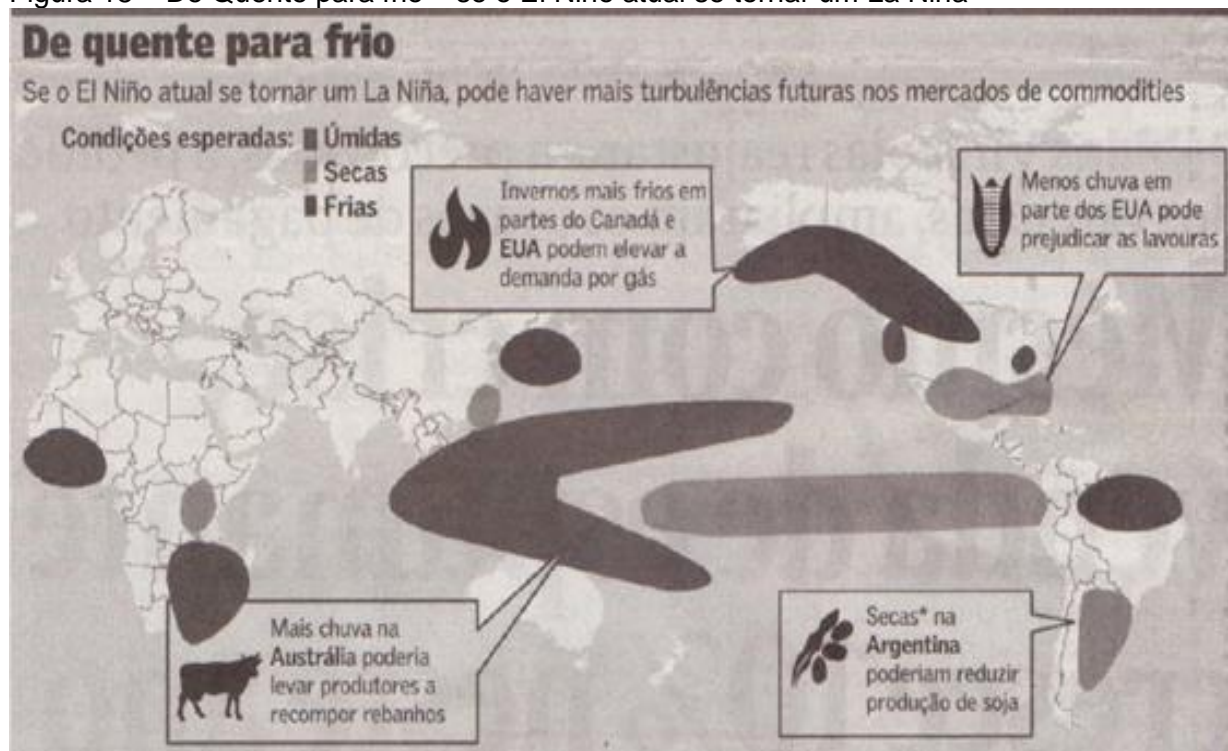 De quente para frio
Se o El Niño atual se tornar um La Niña, pode haver mais turbulências futuras nos mercados de commodities
Condições esperadas:
Úmidas
Secas
Frias
Invernos mais frios em
partes do Canadá e
EUA podem elevar a
demanda por gás
Menos chuva em
parte dos EUA pode
prejudicar as lavouras
Mais chuva na
Austrália poderia
levar produtores a
recompor rebanhos
Secas* na
Argentina
poderiam reduzir
produção de soja